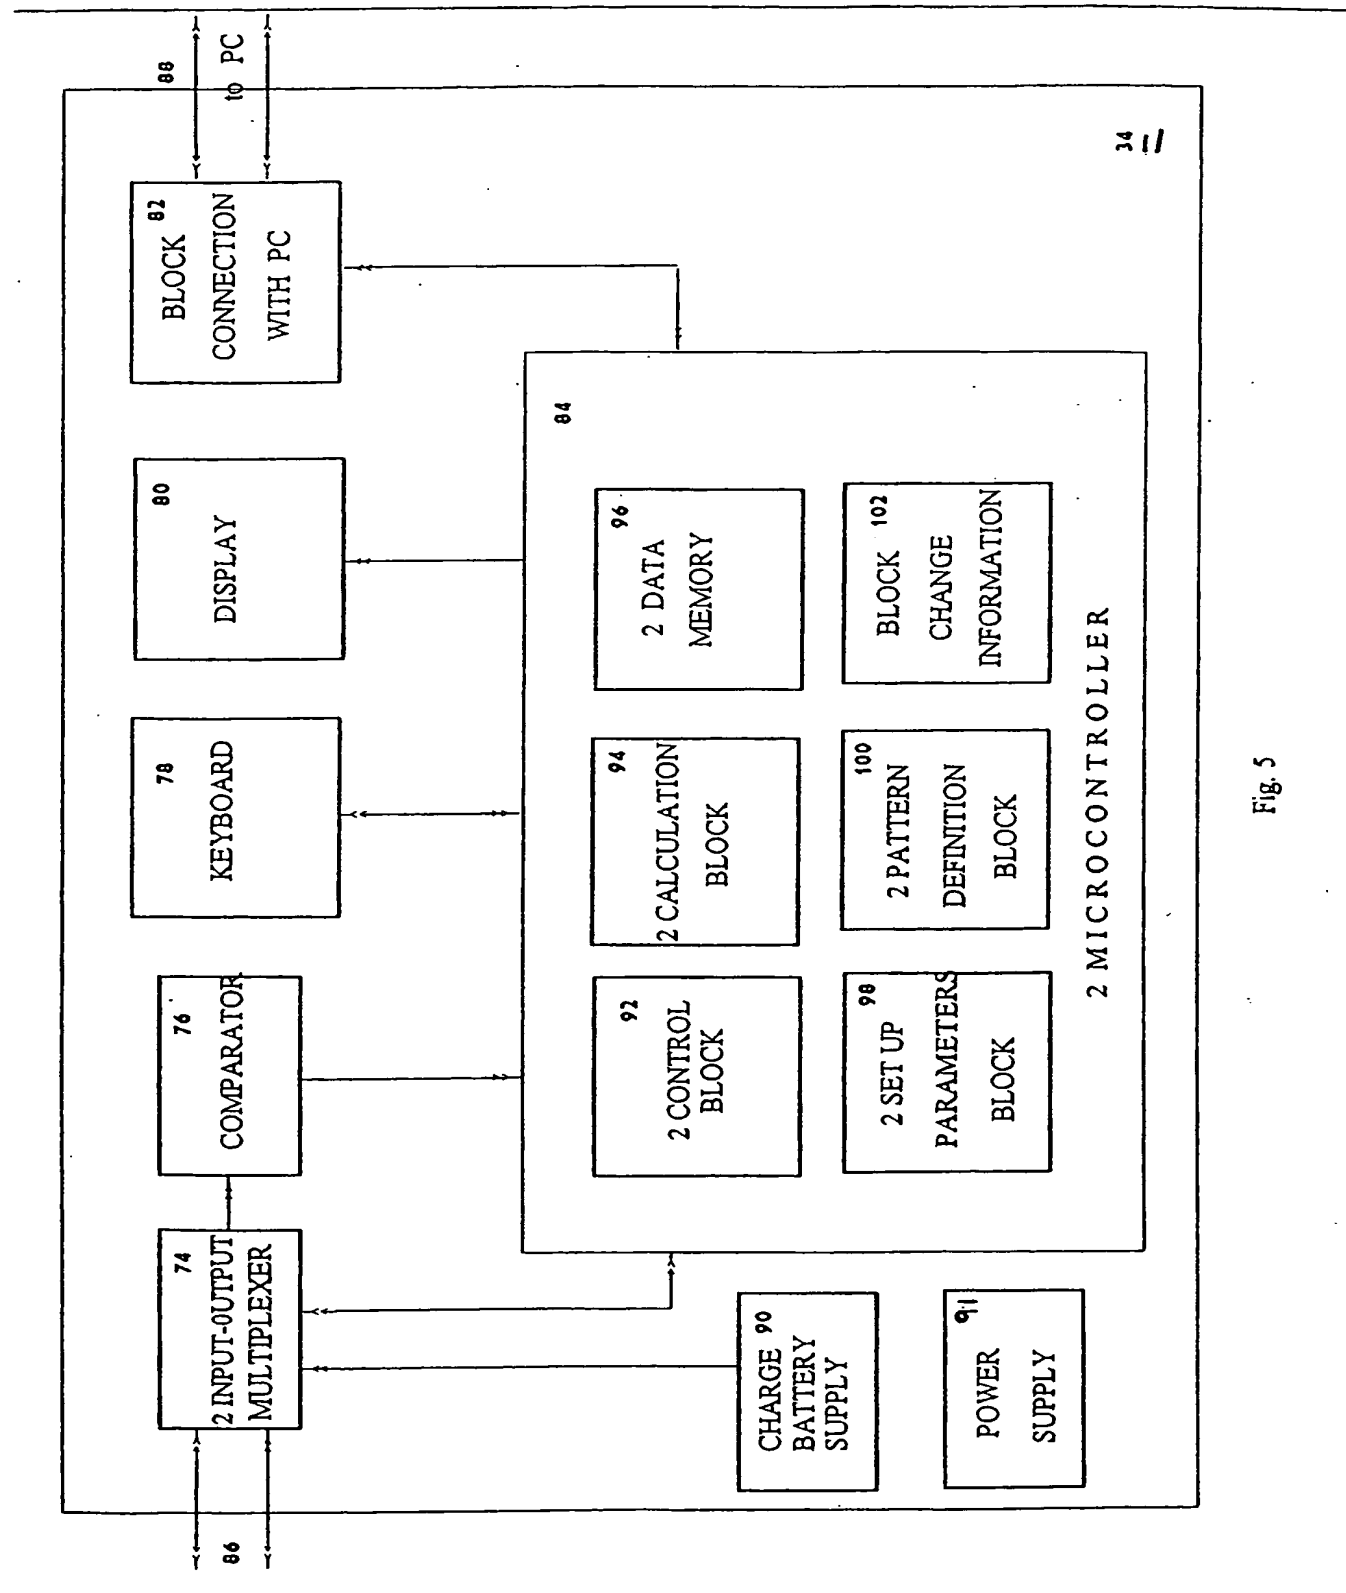 86
88
to PC
74
2 INPUT-0UTPUT
MULTIPLEXER
76
COMPARATOR
78
KEYBOARD
80
DISPLAY
82
BLOCK
CONNECTION
WITH PC
84
92
2 CONTROL
BLOCK
94
2 CALCULATION
BLOCK
96
2 DATA
MEMORY
98
2 SET UP
PARAMETERS
BLOCK
100
2 PATTERN
DEFINITION
BLOCK
102
BLOCK
CHANGE
INFORMATION
2 MICROCONTROLLER
90
CHARGE
BATTERY
SUPPLY
91
POWER
SUPPLY
34 11
Fig. 5